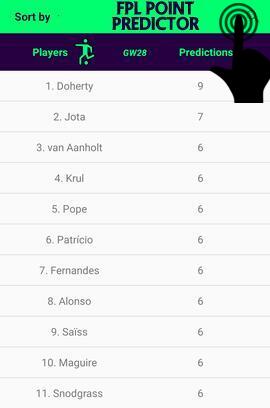 Sort by
FPL POINT
PREDICTOR
Players GW28 Predictions
1. Doherty 9
2. Jota 7
3. van Aanholt 6
4. Krul 6
5. Pope 6
6. Patrício 6
7. Fernandes 6
8. Alonso 6
9. Saïss 6
10. Maguire 6
11. Snodgrass 6